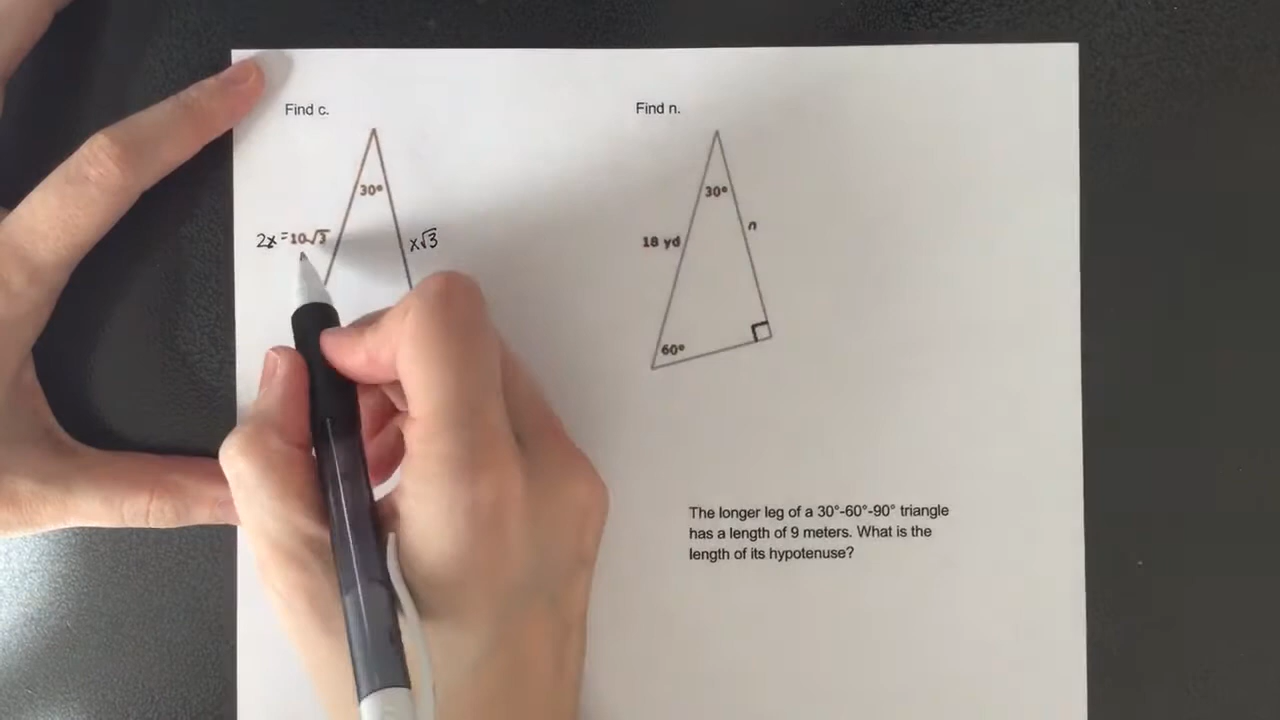 Find c.
30°
2x=10√3
x√3
Find n.
30°
18 yd
n
60°
The longer leg of a 30°-60°-90° triangle
has a length of 9 meters. What is the
length of its hypotenuse?